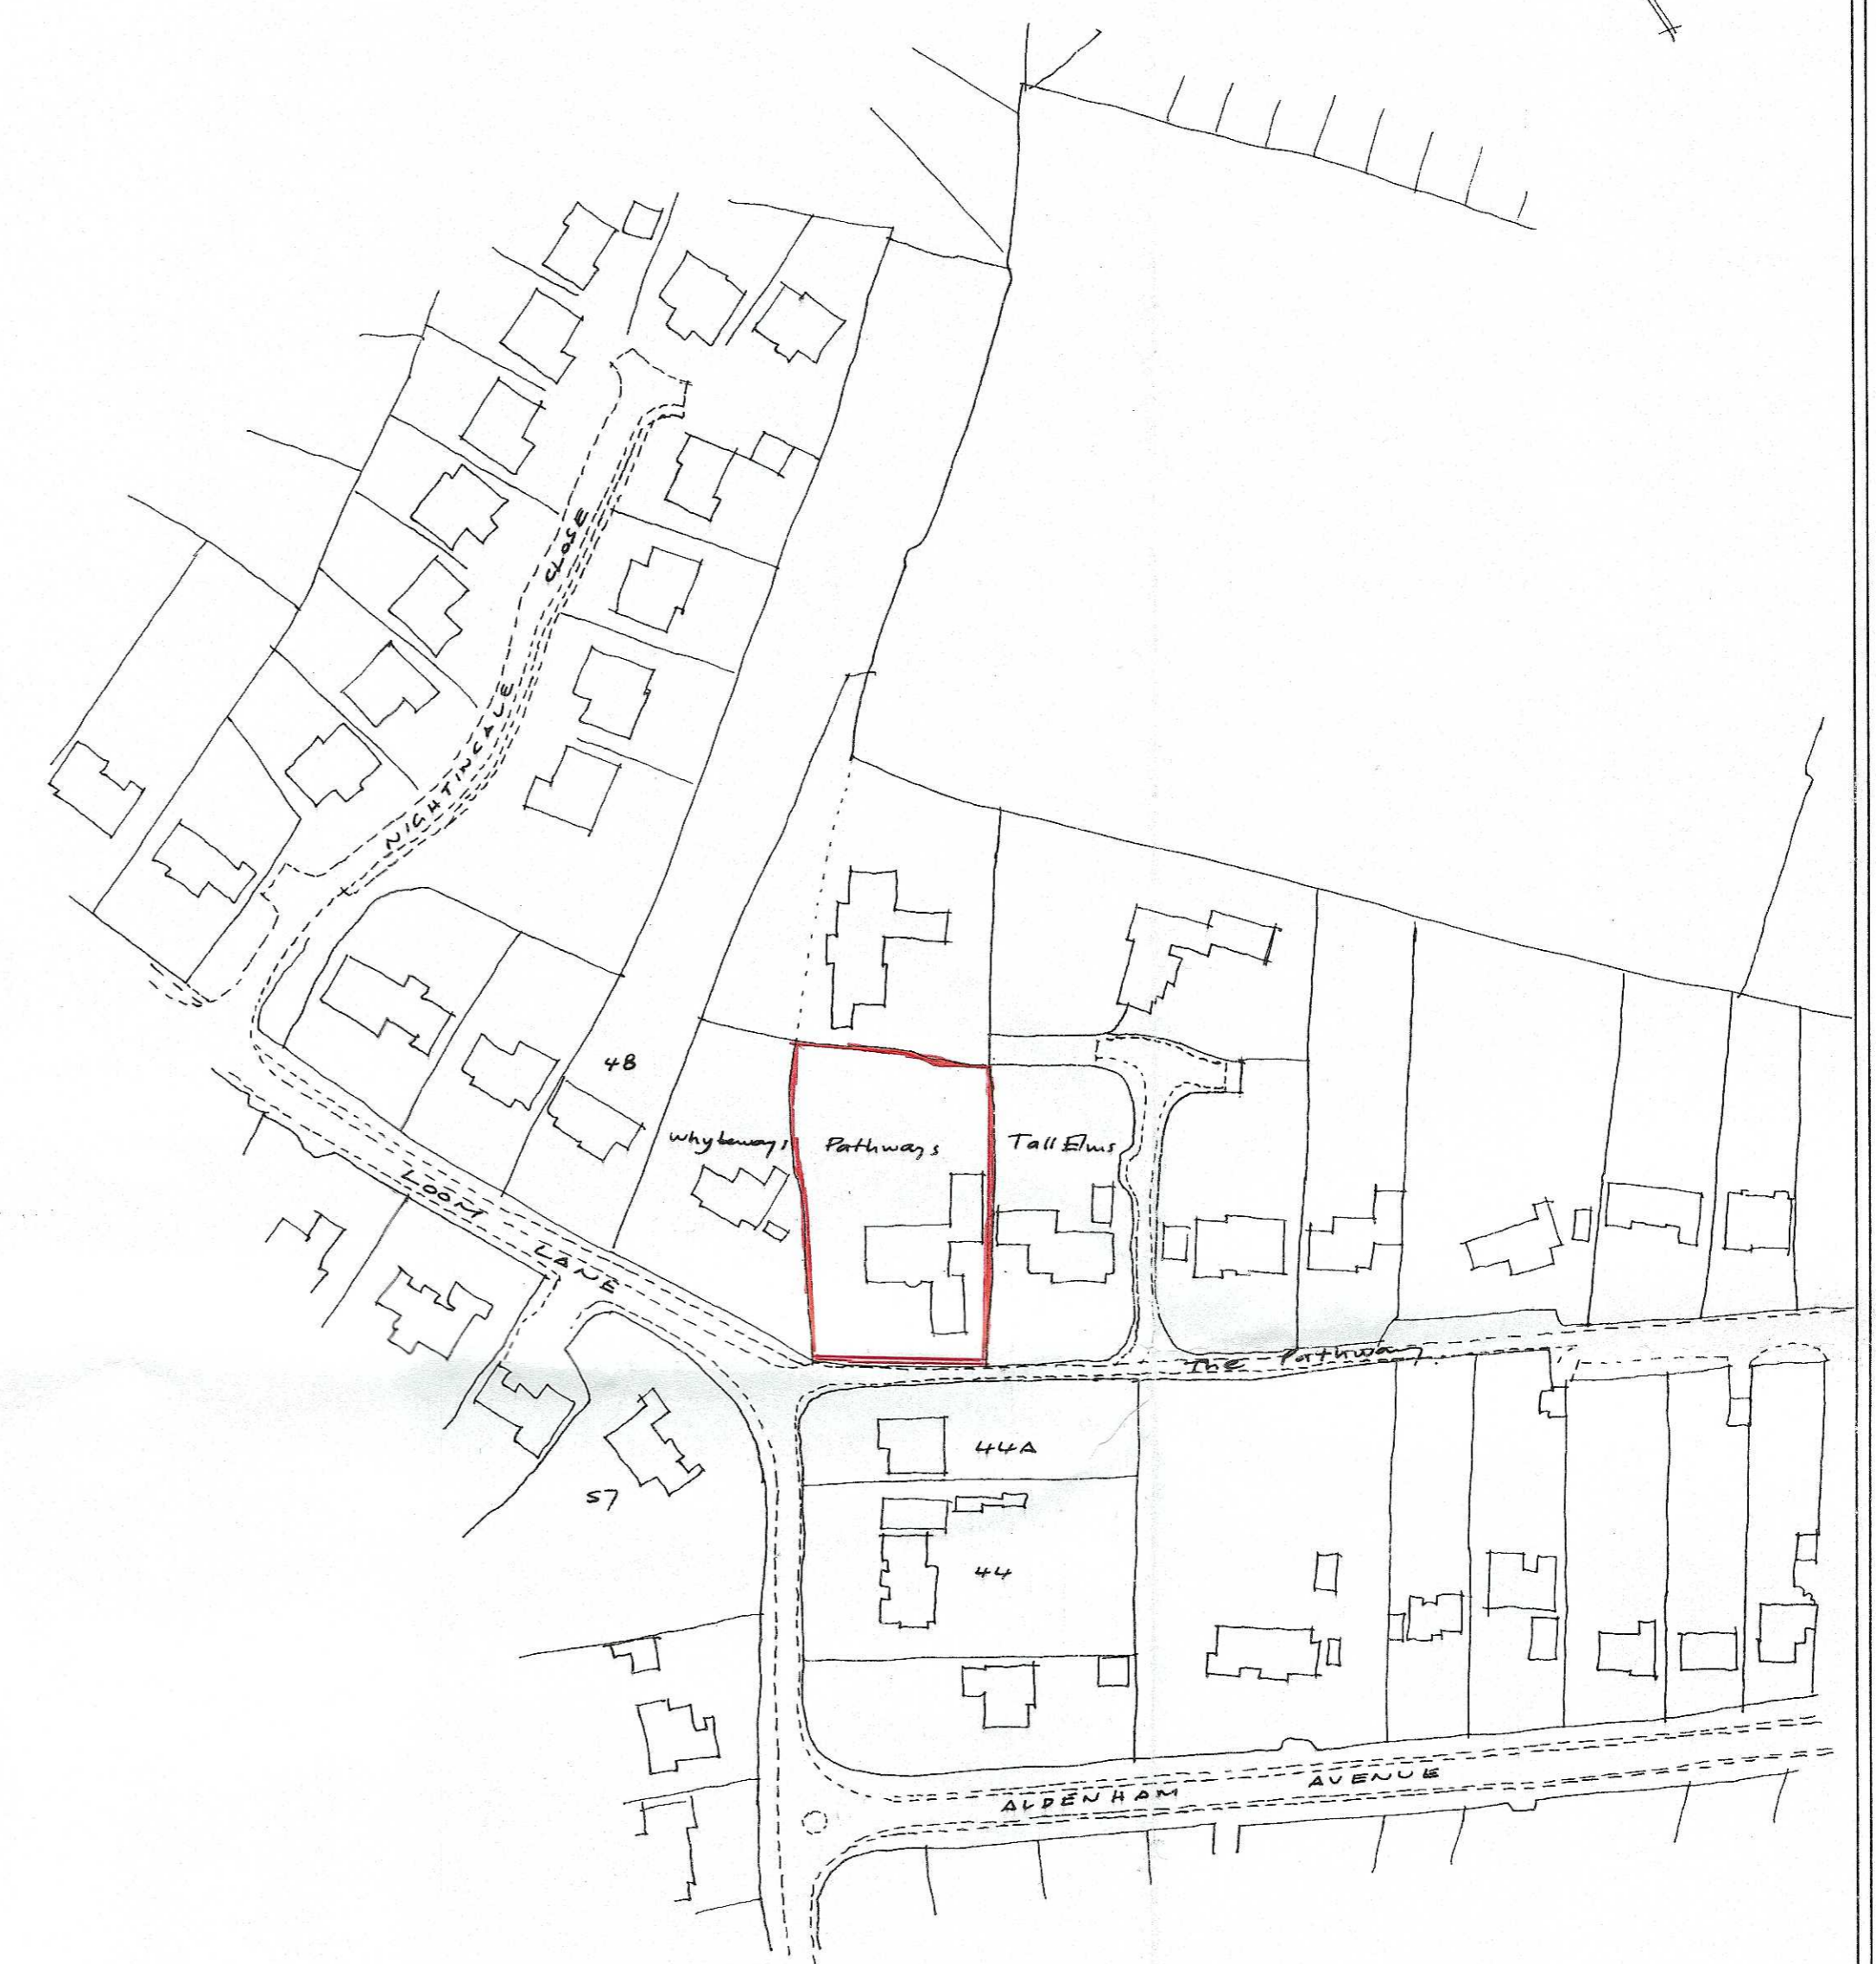 NIGHTINGALE CLOSE
48
Whyteways
Pathways
Tall Elms
LOOM LANE
The Pathway
44A
57
44
ALDENHAM AVENUE